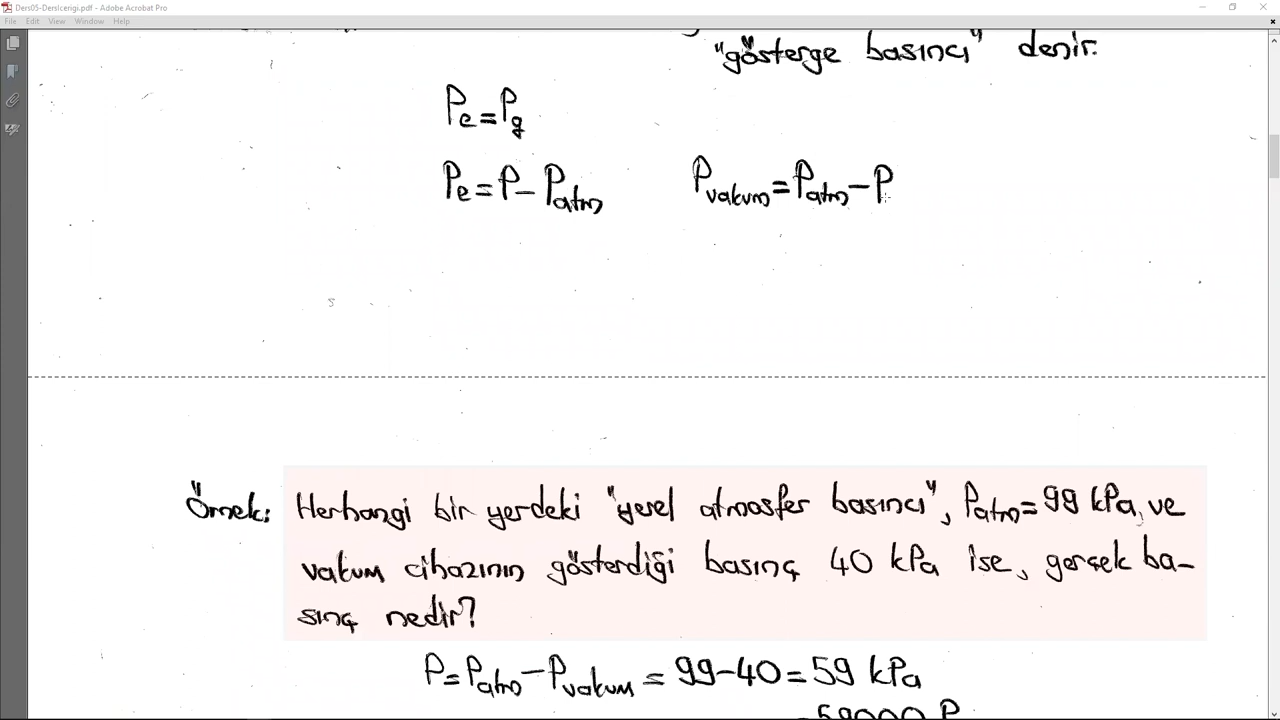 Ders05-DersIcerigi.pdf - Adobe Acrobat Pro
File Edit View Window Help
"gösterge basıncı" denir.
Pe=Pg
Pe=P-Patm Pvakum=Patm-P
Örnek: Herhangi bir yerdeki "yerel atmosfer basıncı", Patm=99 kPa, ve
vakum cihazının gösterdiği basınç 40 kPa ise, gerçek ba-
sınç nedir?
P=Patm-Pvakum=99-40=59 kPa
=59000 P